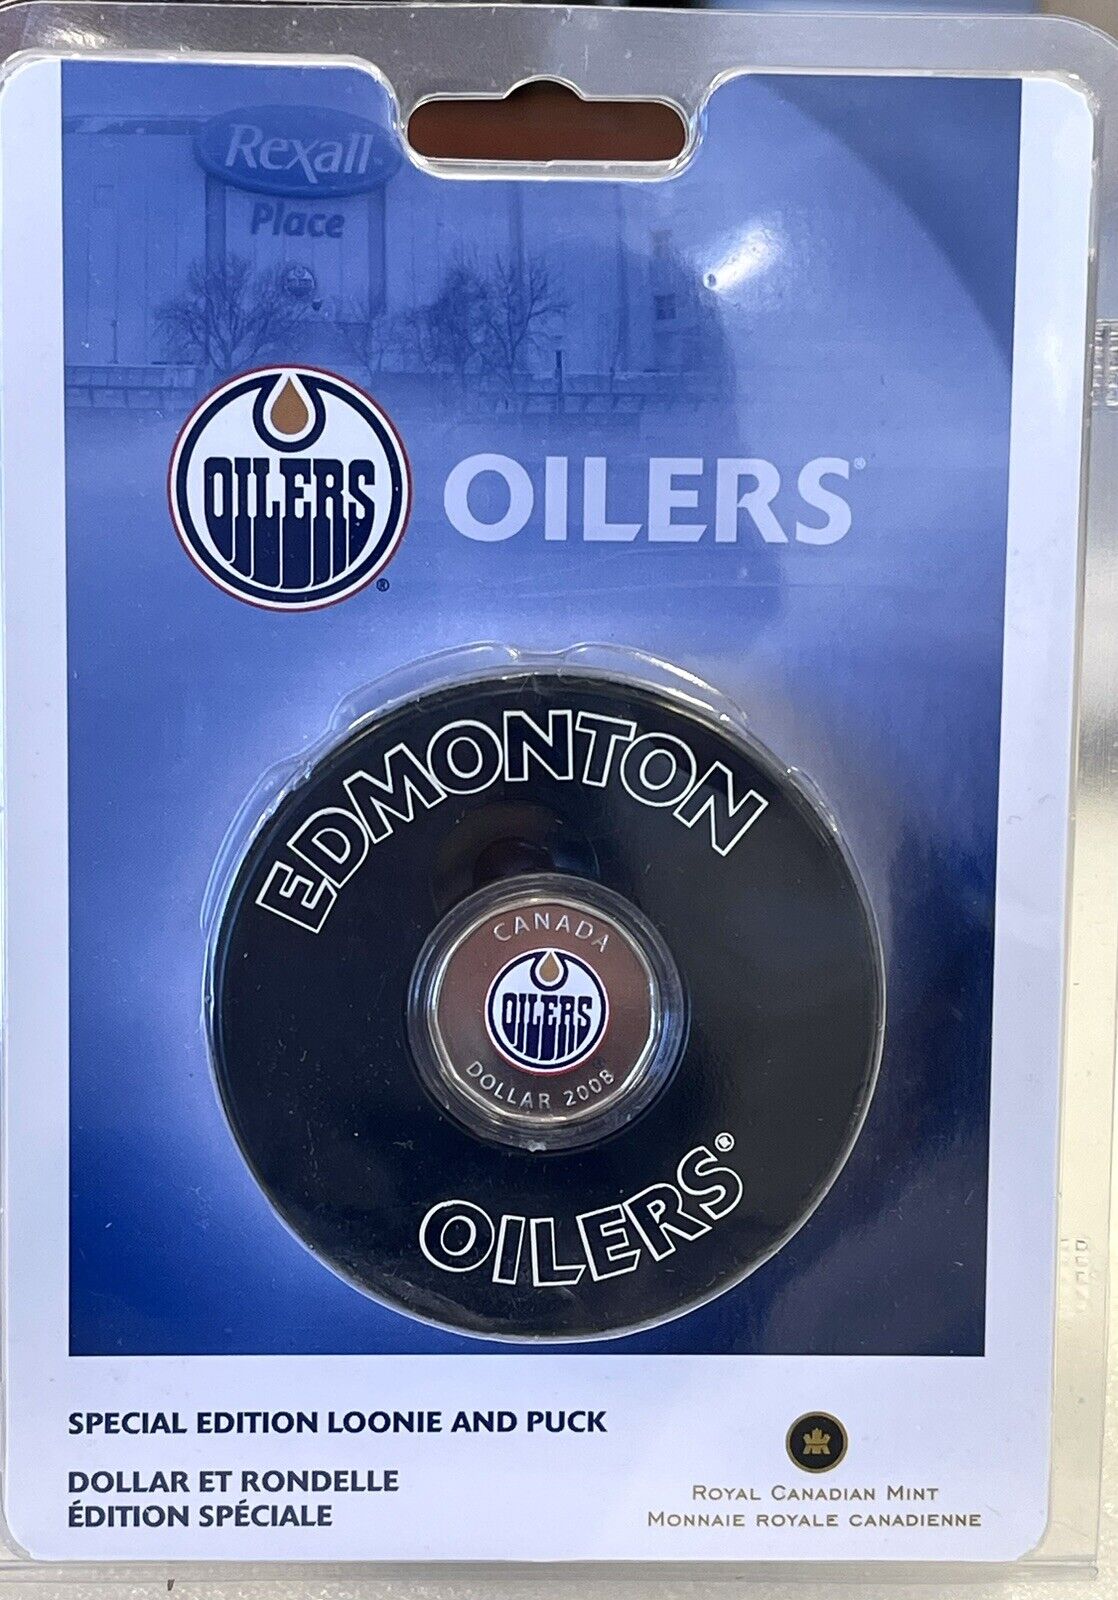 Rexall
Place
OILERS
OILERS®
®
EDMONTON
CANADA
OILERS
DOLLAR 2008
OILERS®
SPECIAL EDITION LOONIE AND PUCK
DOLLAR ET RONDELLE
ÉDITION SPÉCIALE
ROYAL CANADIAN MINT
MONNAIE ROYALE CANADIENNE